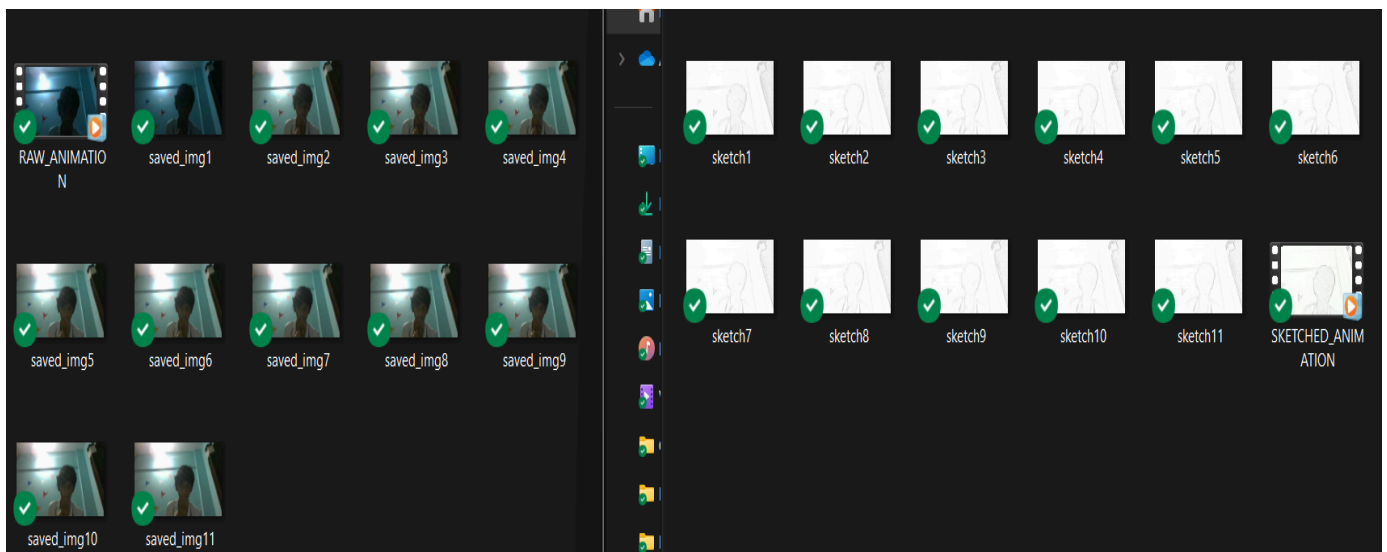 RAW_ANIMATIO
N
saved_img1
saved_img2
saved_img3
saved_img4
saved_img5
saved_img6
saved_img7
saved_img8
saved_img9
saved_img10
saved_img11
sketch1
sketch2
sketch3
sketch4
sketch5
sketch6
sketch7
sketch8
sketch9
sketch10
sketch11
SKETCHED_ANIM
ATION